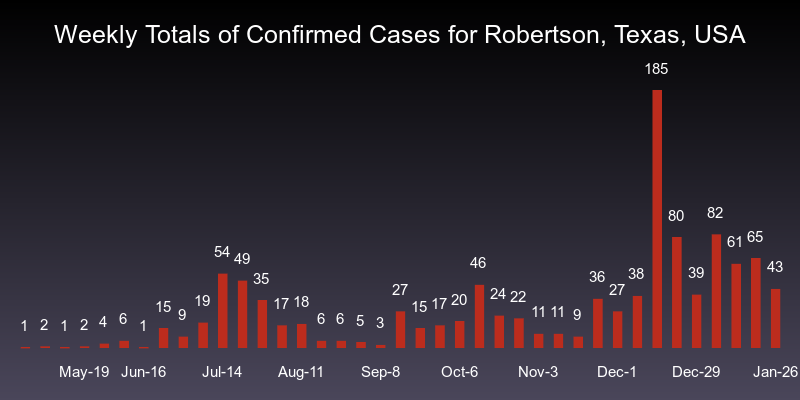 Weekly Totals of Confirmed Cases for Robertson, Texas, USA
1 2 1 2 4 6 1 15 9 19 54 49 35 17 18 6 6 5 3 27 15 17 20 46 24 22 11 11 9 36 27 38 185 80 39 82 61 65 43
May-19 Jun-16 Jul-14 Aug-11 Sep-8 Oct-6 Nov-3 Dec-1 Dec-29 Jan-26